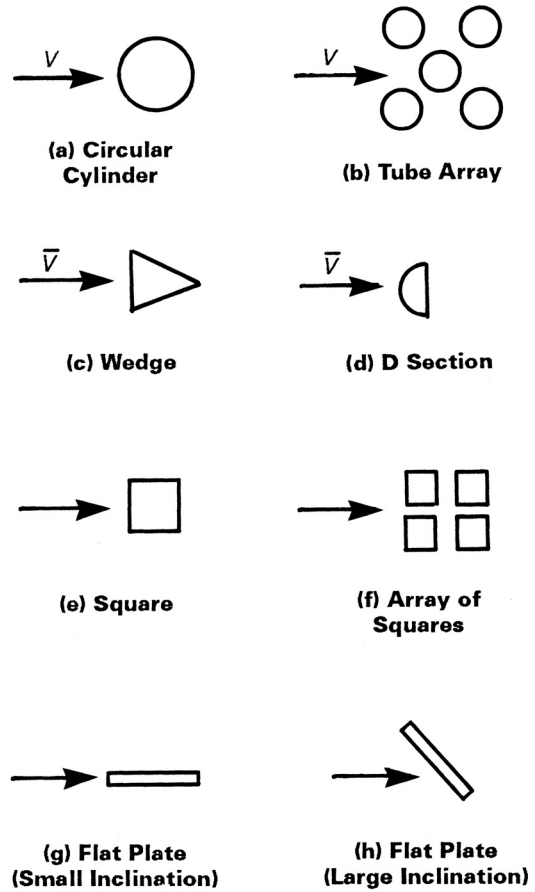 V
V
(a) Circular
Cylinder
(b) Tube Array
V̅
V̅
(c) Wedge
(d) D Section
(e) Square
(f) Array of
Squares
(g) Flat Plate
(Small Inclination)
(h) Flat Plate
(Large Inclination)